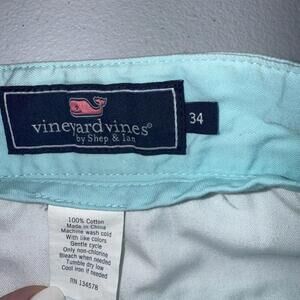 vineyard vines®
by Shep & Ian
34
100% Cotton
Made in China
Machine wash cold
With like colors
Gentle cycle
Only non-chlorine
Bleach when needed
Tumble dry low
Cool iron if needed
RN 134578